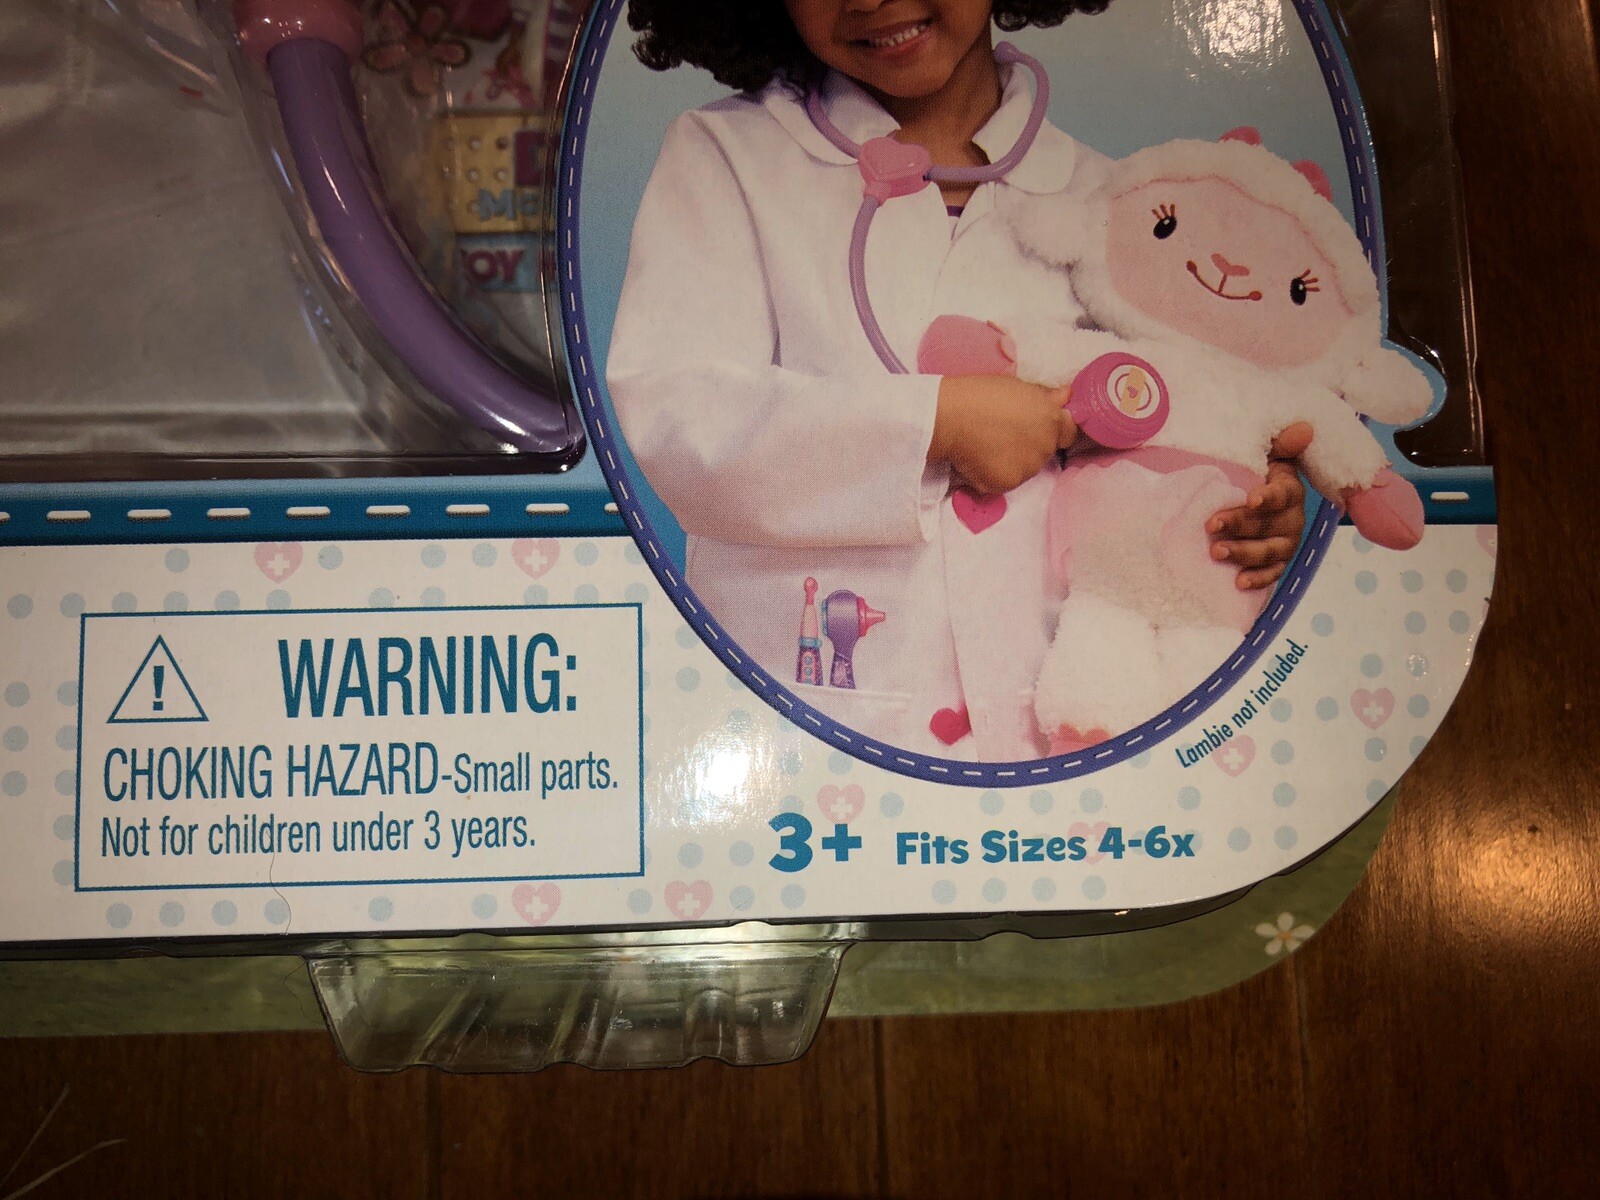 OY
WARNING:
CHOKING HAZARD-Small parts.
Not for children under 3 years.
Lambie not included.
3+ Fits Sizes 4-6x